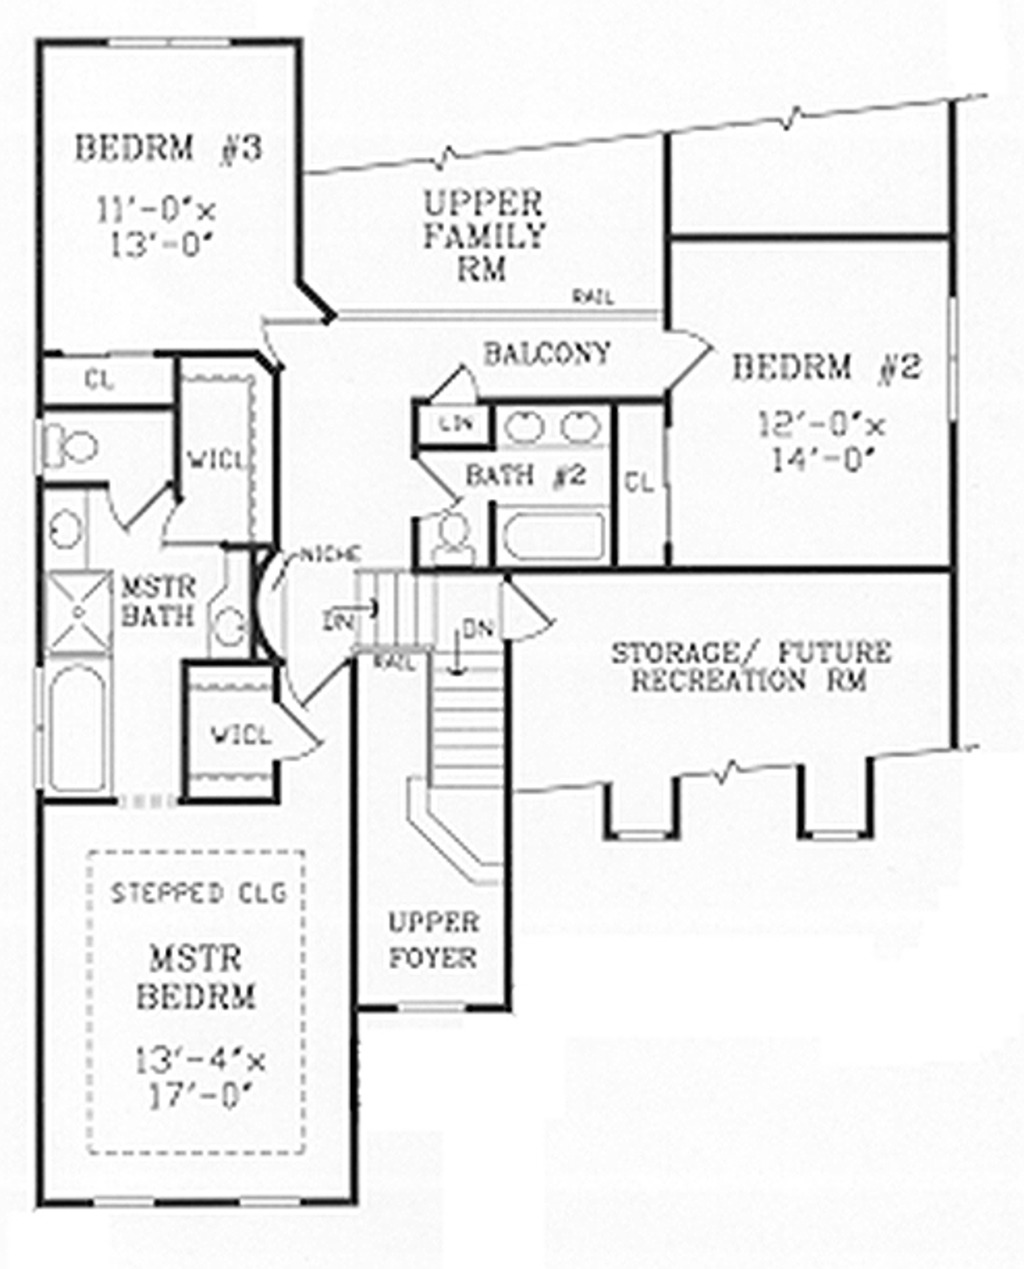 BEDRM #3
11'-0"x
13'-0"
UPPER
FAMILY
RM
RAIL
BALCONY
BEDRM #2
12'-0"x
14'-0"
CL
WICL
LIN
BATH #2
CL
NICHE
MSTR
BATH
DN
DN
RAIL
STORAGE/ FUTURE
RECREATION RM
WICL
STEPPED CLG
MSTR
BEDRM
13'-4"x
17'-0"
UPPER
FOYER